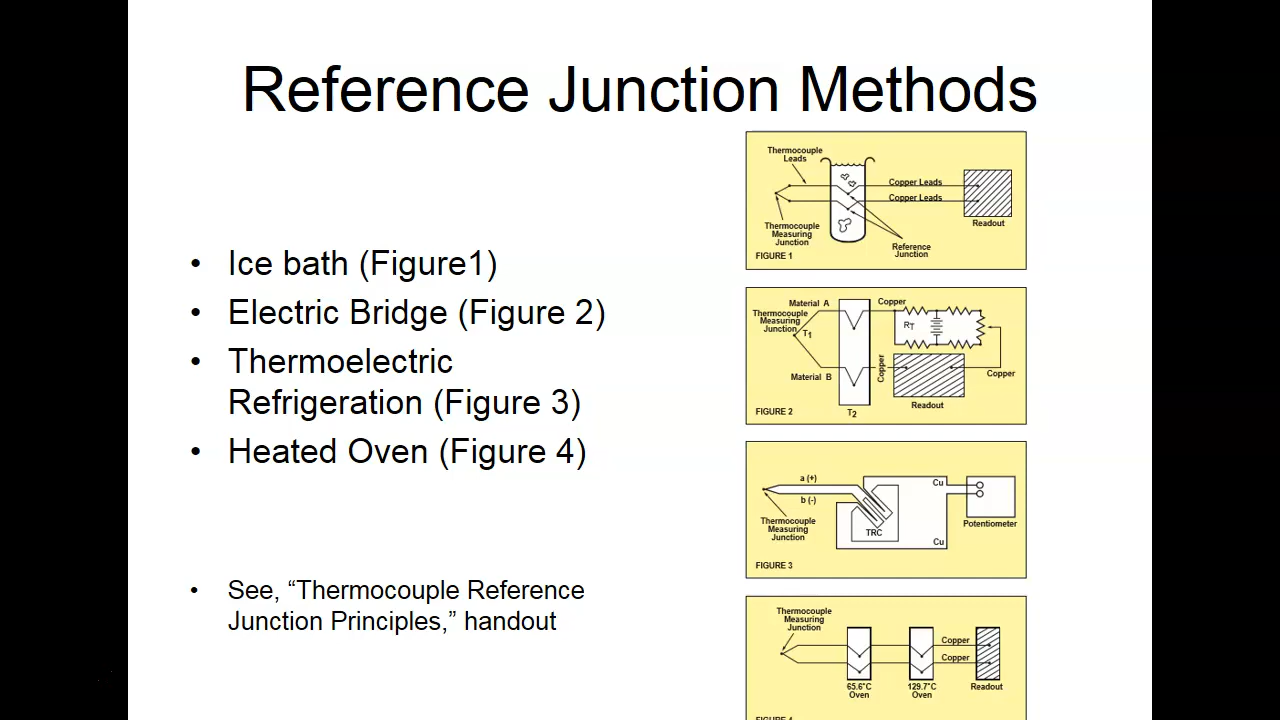 Reference Junction Methods
• Ice bath (Figure1)
• Electric Bridge (Figure 2)
• Thermoelectric
Refrigeration (Figure 3)
• Heated Oven (Figure 4)
• See, “Thermocouple Reference
Junction Principles,” handout
Thermocouple
Leads
Copper Leads
Copper Leads
Readout
Thermocouple
Measuring
Junction
Reference
Junction
FIGURE 1
Material A
Copper
Thermocouple
Measuring
Junction
T1
RT
Copper
Material B
Copper
Readout
FIGURE 2
T2
a (+)
b (-)
Cu
Thermocouple
Measuring
Junction
TRC
Potentiometer
Cu
FIGURE 3
Thermocouple
Measuring
Junction
Copper
Copper
65.6°C
Oven
129.7°C
Oven
Readout
FIGURE 4